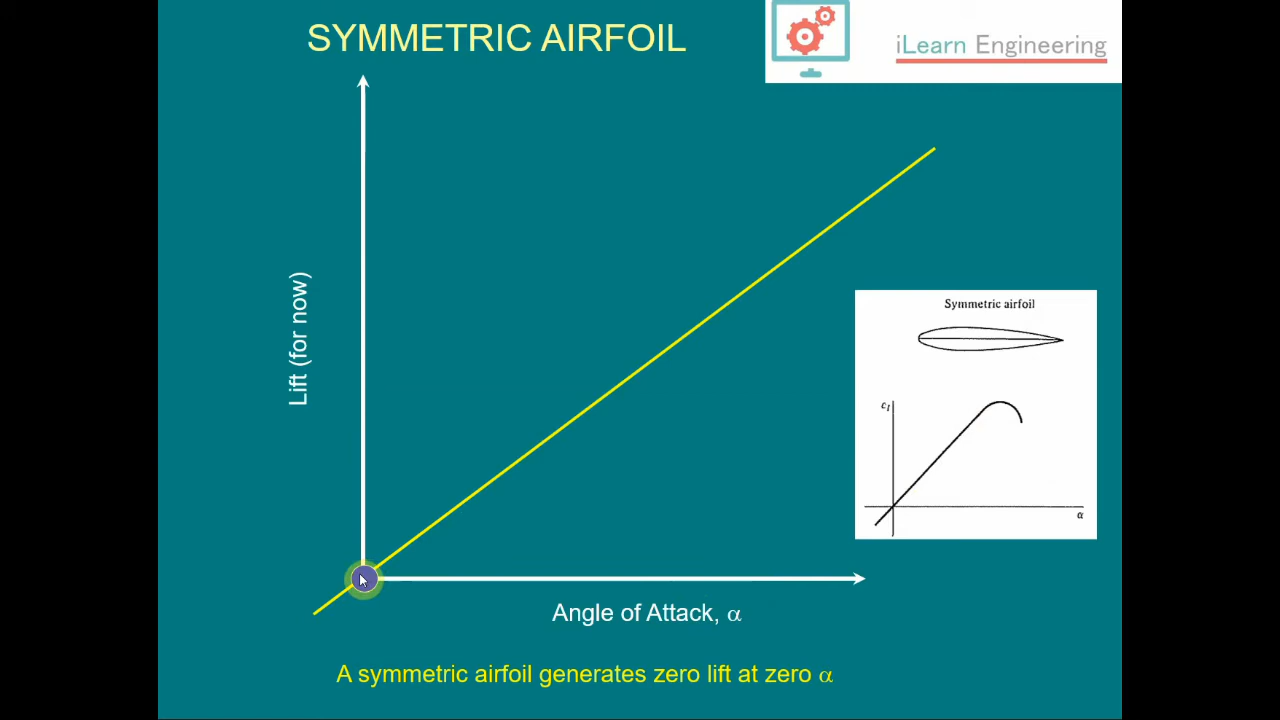 SYMMETRIC AIRFOIL
iLearn Engineering
Lift (for now)
Symmetric airfoil
c_l
α
Angle of Attack, α
A symmetric airfoil generates zero lift at zero α